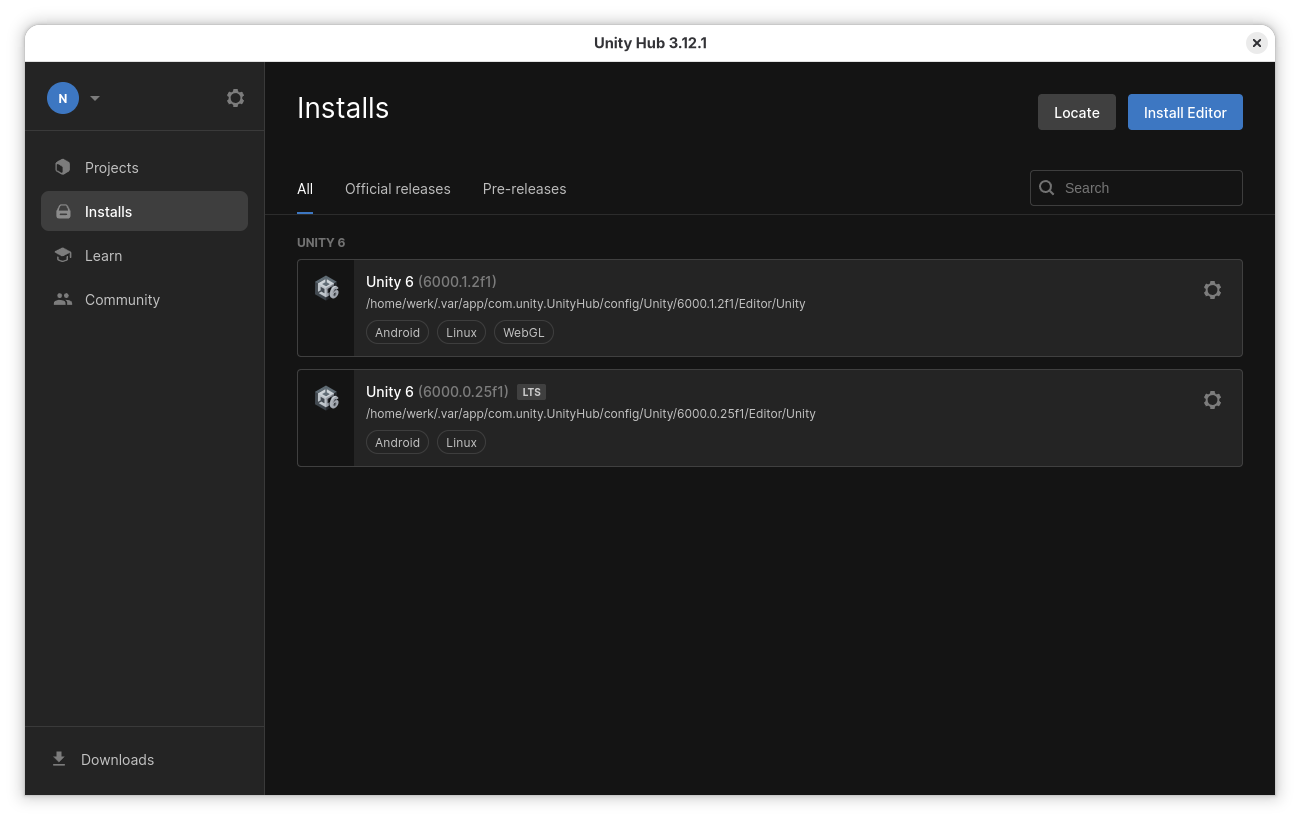 Unity Hub 3.12.1
N
Projects
Installs
Learn
Community
Downloads
Installs
Locate
Install Editor
All
Official releases
Pre-releases
Search
UNITY 6
6
Unity 6 (6000.1.2f1)
/home/werk/.var/app/com.unity.UnityHub/config/Unity/6000.1.2f1/Editor/Unity
Android
Linux
WebGL
6
Unity 6 (6000.0.25f1) LTS
/home/werk/.var/app/com.unity.UnityHub/config/Unity/6000.0.25f1/Editor/Unity
Android
Linux